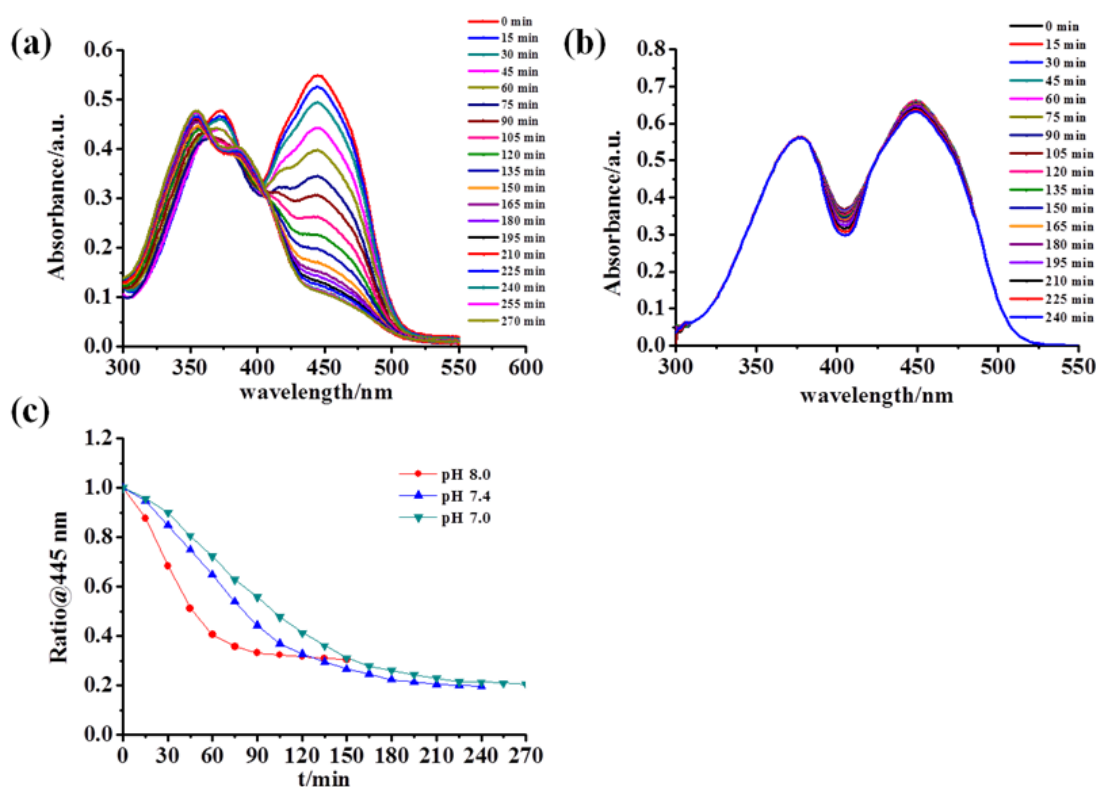 (a)
0 min
15 min
30 min
45 min
60 min
75 min
90 min
105 min
120 min
135 min
150 min
165 min
180 min
195 min
210 min
225 min
240 min
255 min
270 min
Absorbance/a.u.
0.6
0.5
0.4
0.3
0.2
0.1
0.0
300 350 400 450 500 550 600
wavelength/nm
(b)
0 min
15 min
30 min
45 min
60 min
75 min
90 min
105 min
120 min
135 min
150 min
165 min
180 min
195 min
210 min
225 min
240 min
Absorbance/a.u.
0.8
0.7
0.6
0.5
0.4
0.3
0.2
0.1
0.0
300 350 400 450 500 550
wavelength/nm
(c)
pH 8.0
pH 7.4
pH 7.0
Ratio@445 nm
1.2
1.0
0.8
0.6
0.4
0.2
0.0
0 30 60 90 120 150 180 210 240 270
t/min